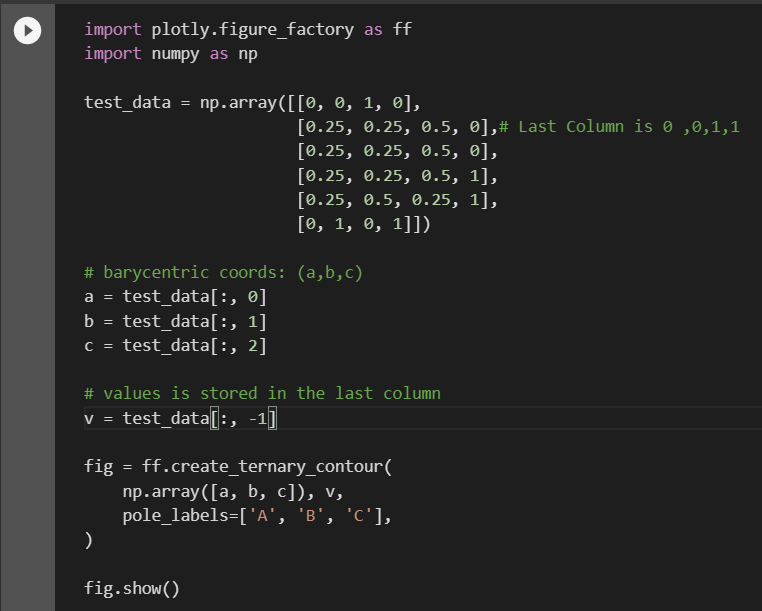 import plotly.figure_factory as ff
import numpy as np

test_data = np.array([[0, 0, 1, 0],
                      [0.25, 0.25, 0.5, 0],# Last Column is 0 ,0,1,1
                      [0.25, 0.25, 0.5, 0],
                      [0.25, 0.25, 0.5, 1],
                      [0.25, 0.5, 0.25, 1],
                      [0, 1, 0, 1]])

# barycentric coords: (a,b,c)
a = test_data[:, 0]
b = test_data[:, 1]
c = test_data[:, 2]

# values is stored in the last column
v = test_data[:, -1]

fig = ff.create_ternary_contour(
    np.array([a, b, c]), v,
    pole_labels=['A', 'B', 'C'],
)

fig.show()